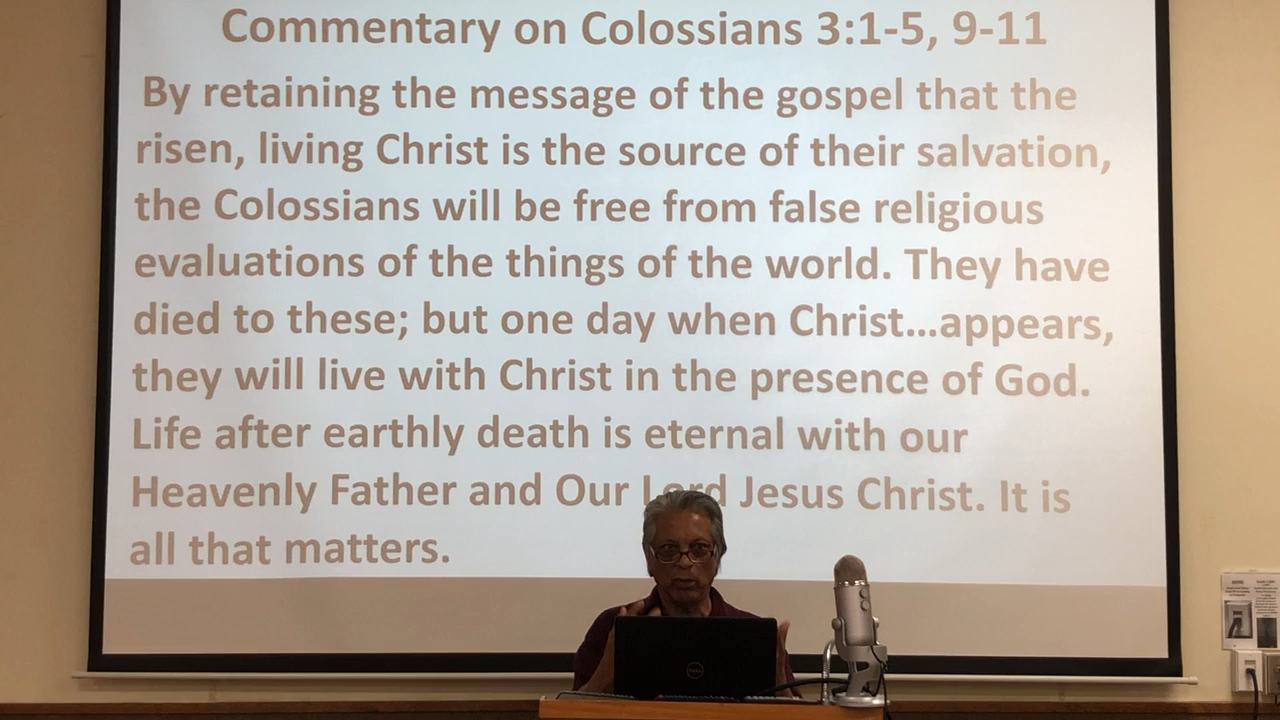 Commentary on Colossians 3:1-5, 9-11
By retaining the message of the gospel that the
risen, living Christ is the source of their salvation,
the Colossians will be free from false religious
evaluations of the things of the world. They have
died to these; but one day when Christ...appears,
they will live with Christ in the presence of God.
Life after earthly death is eternal with our
Heavenly Father and Our Lord Jesus Christ. It is
all that matters.
DELL